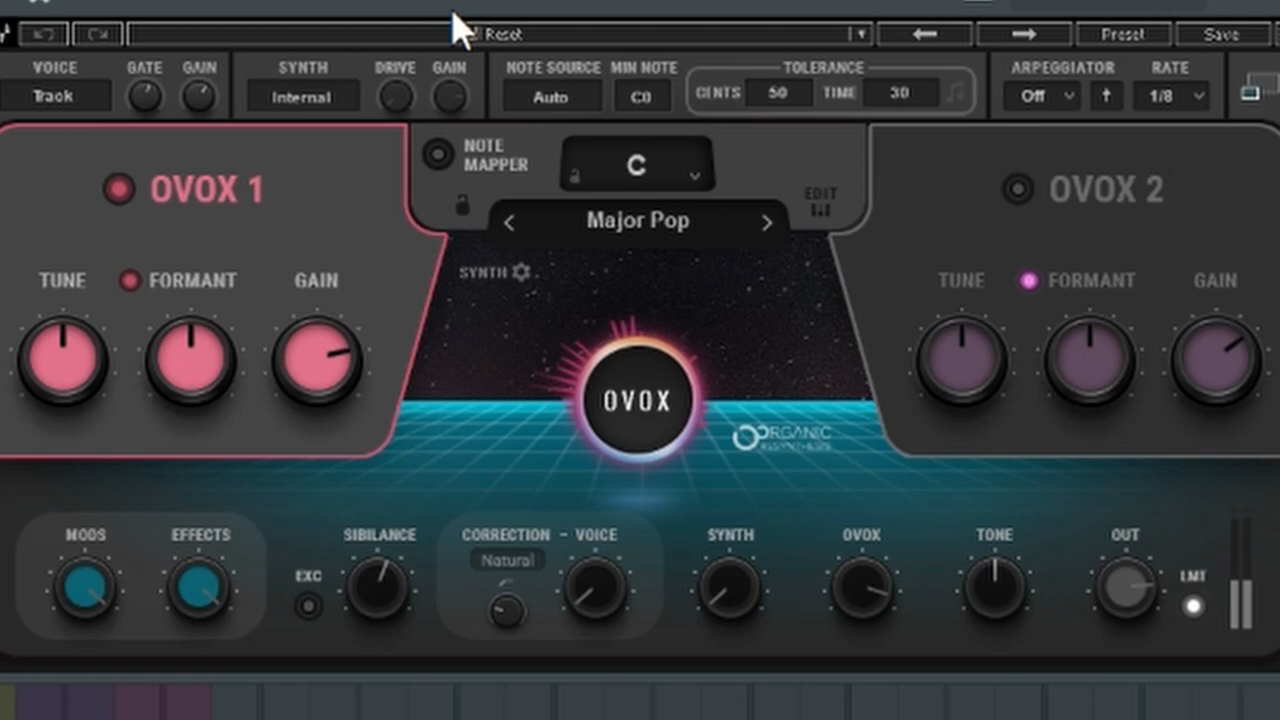 Reset
Preset
Save
VOICE
GATE
GAIN
SYNTH
DRIVE
GAIN
NOTE SOURCE
MIN NOTE
TOLERANCE
ARPEGGIATOR
RATE
Track
Internal
Auto
C0
CENTS
50
TIME
30
Off
1/8
NOTE
MAPPER
C
EDIT
OVOX 1
OVOX 2
< Major Pop >
SYNTH
TUNE
FORMANT
GAIN
TUNE
FORMANT
GAIN
OVOX
ORGANIC
RESYNTHESIS
MODS
EFFECTS
SIBILANCE
CORRECTION - VOICE
SYNTH
OVOX
TONE
OUT
Natural
EXC
LMT